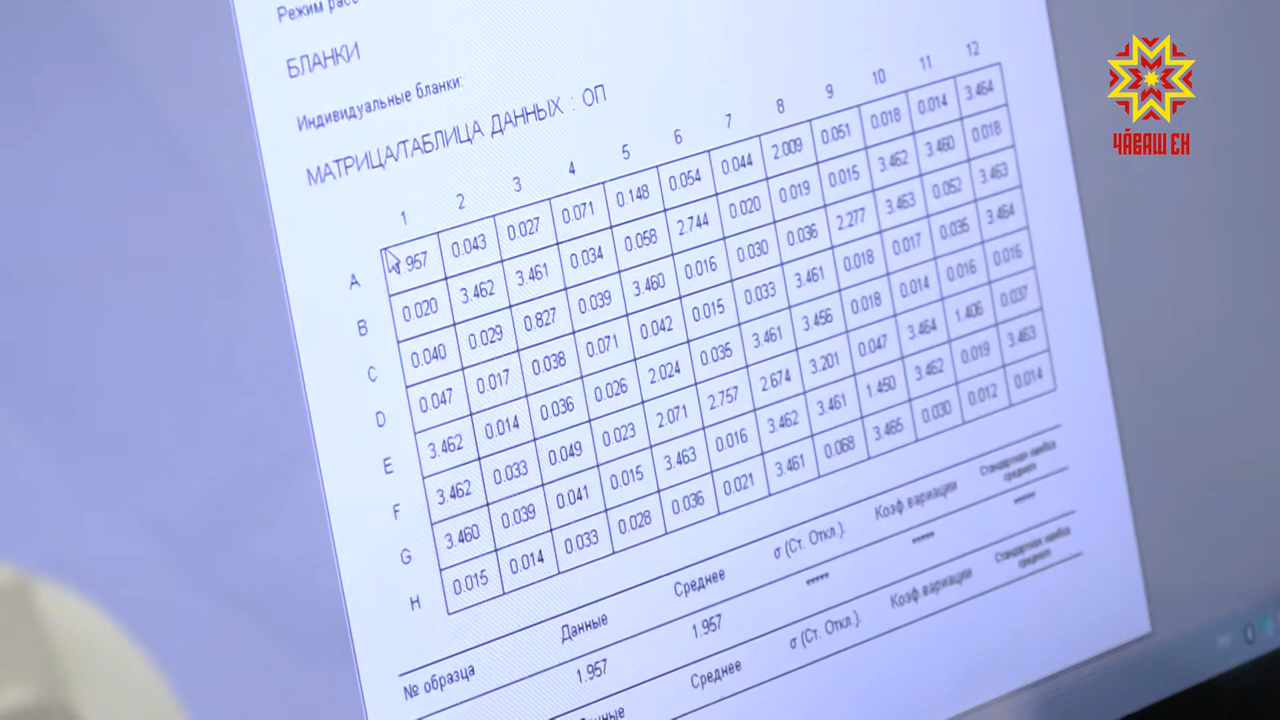 Режим
БЛАНКИ
Индивидуальные бланки:
МАТРИЦА/ТАБЛИЦА ДАННЫХ : ОП
1 2 3 4 5 6 7 8 9 10 11 12
A .957 0.043 0.027 0.071 0.148 0.054 0.044 2.009 0.051 0.018 0.014 3.464
B 0.020 3.462 3.461 0.034 0.058 2.744 0.020 0.019 0.015 3.462 3.460 0.018
C 0.040 0.029 0.827 0.039 3.460 0.016 0.030 0.036 2.277 3.463 0.052 3.463
D 0.047 0.017 0.038 0.071 0.042 0.015 0.033 3.461 0.018 0.017 0.035 3.464
E 3.462 0.014 0.036 0.026 2.024 0.035 3.461 3.456 0.018 0.014 0.016 0.016
F 3.462 0.033 0.049 0.023 2.071 2.757 2.674 3.201 0.047 3.464 1.406 0.037
G 3.460 0.039 0.041 0.015 3.463 0.016 3.462 3.461 1.450 3.462 0.019 3.463
H 0.015 0.014 0.033 0.028 0.036 0.021 3.461 0.068 3.465 0.030 0.012 0.014
№ образца Данные Среднее σ (Ст. Откл.). Коэф.вариации Стандартная ошибка среднего
1.957 1.957 ***** ***** *****
Среднее σ (Ст. Откл.). Коэф.вариации Стандартная ошибка среднего
ЧӐВАШ ЕН